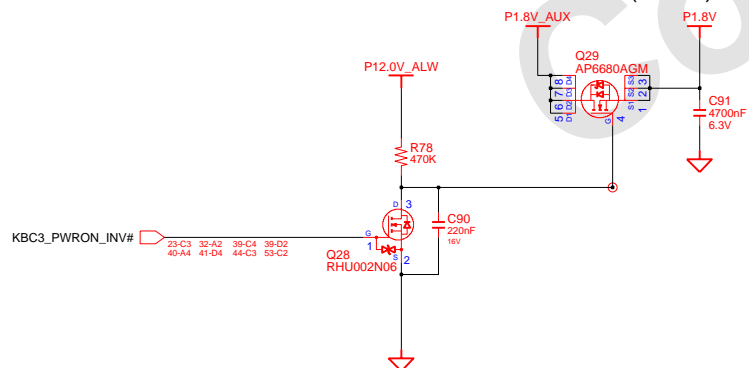 P1.8V_AUX
P1.8V
Q29
AP6680AGM
P12.0V_ALW
8 D4
7 D3
6 D2
5 D1
S3 3
S2 2
S1 1
G
4
C91
4700nF
6.3V
R78
470K
D
3
KBC3_PWRON_INV#
G
1
23-C3 32-A2 39-C4 39-D2
40-A4 41-D4 44-C3 53-C2
S
2
Q28
RHU002N06
C90
220nF
16V